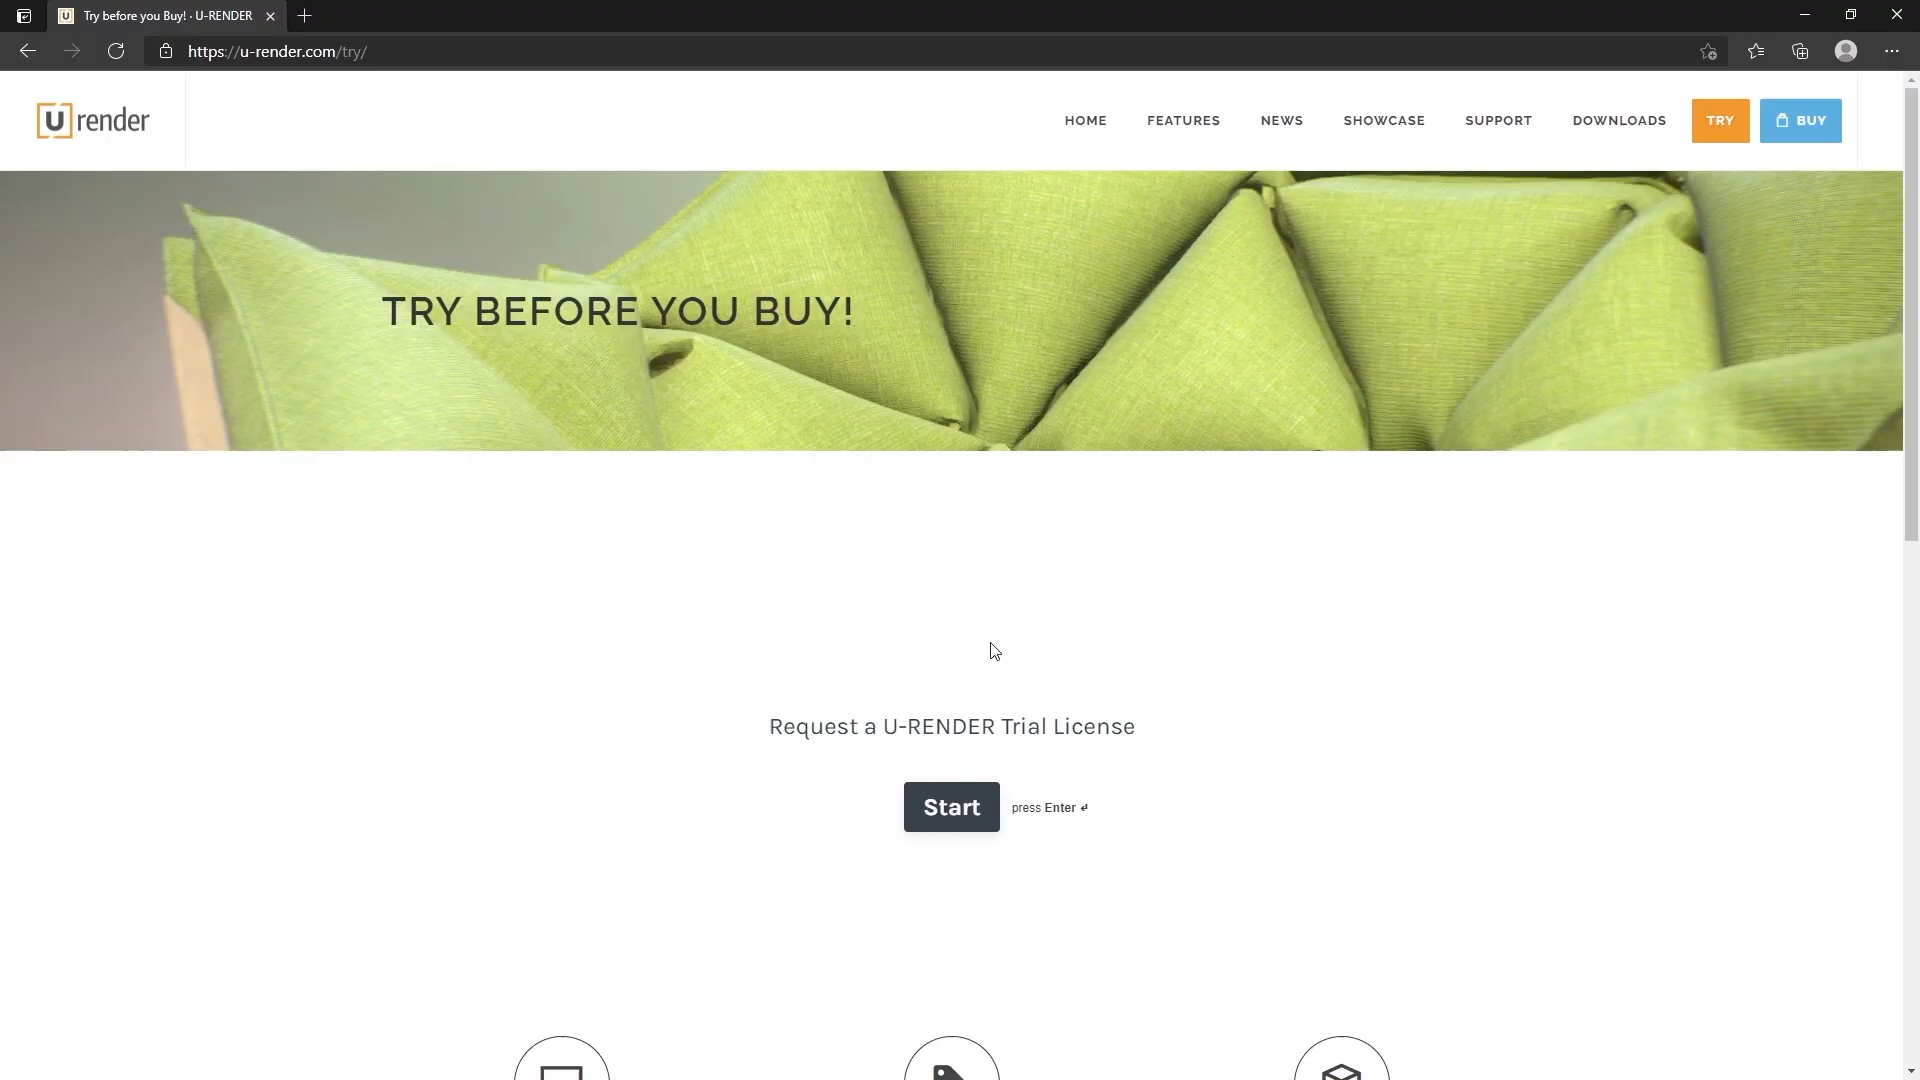 Try before you Buy! · U-RENDER
https://u-render.com/try/
U render
HOME
FEATURES
NEWS
SHOWCASE
SUPPORT
DOWNLOADS
TRY
BUY
TRY BEFORE YOU BUY!
Request a U-RENDER Trial License
Start
press Enter ↵